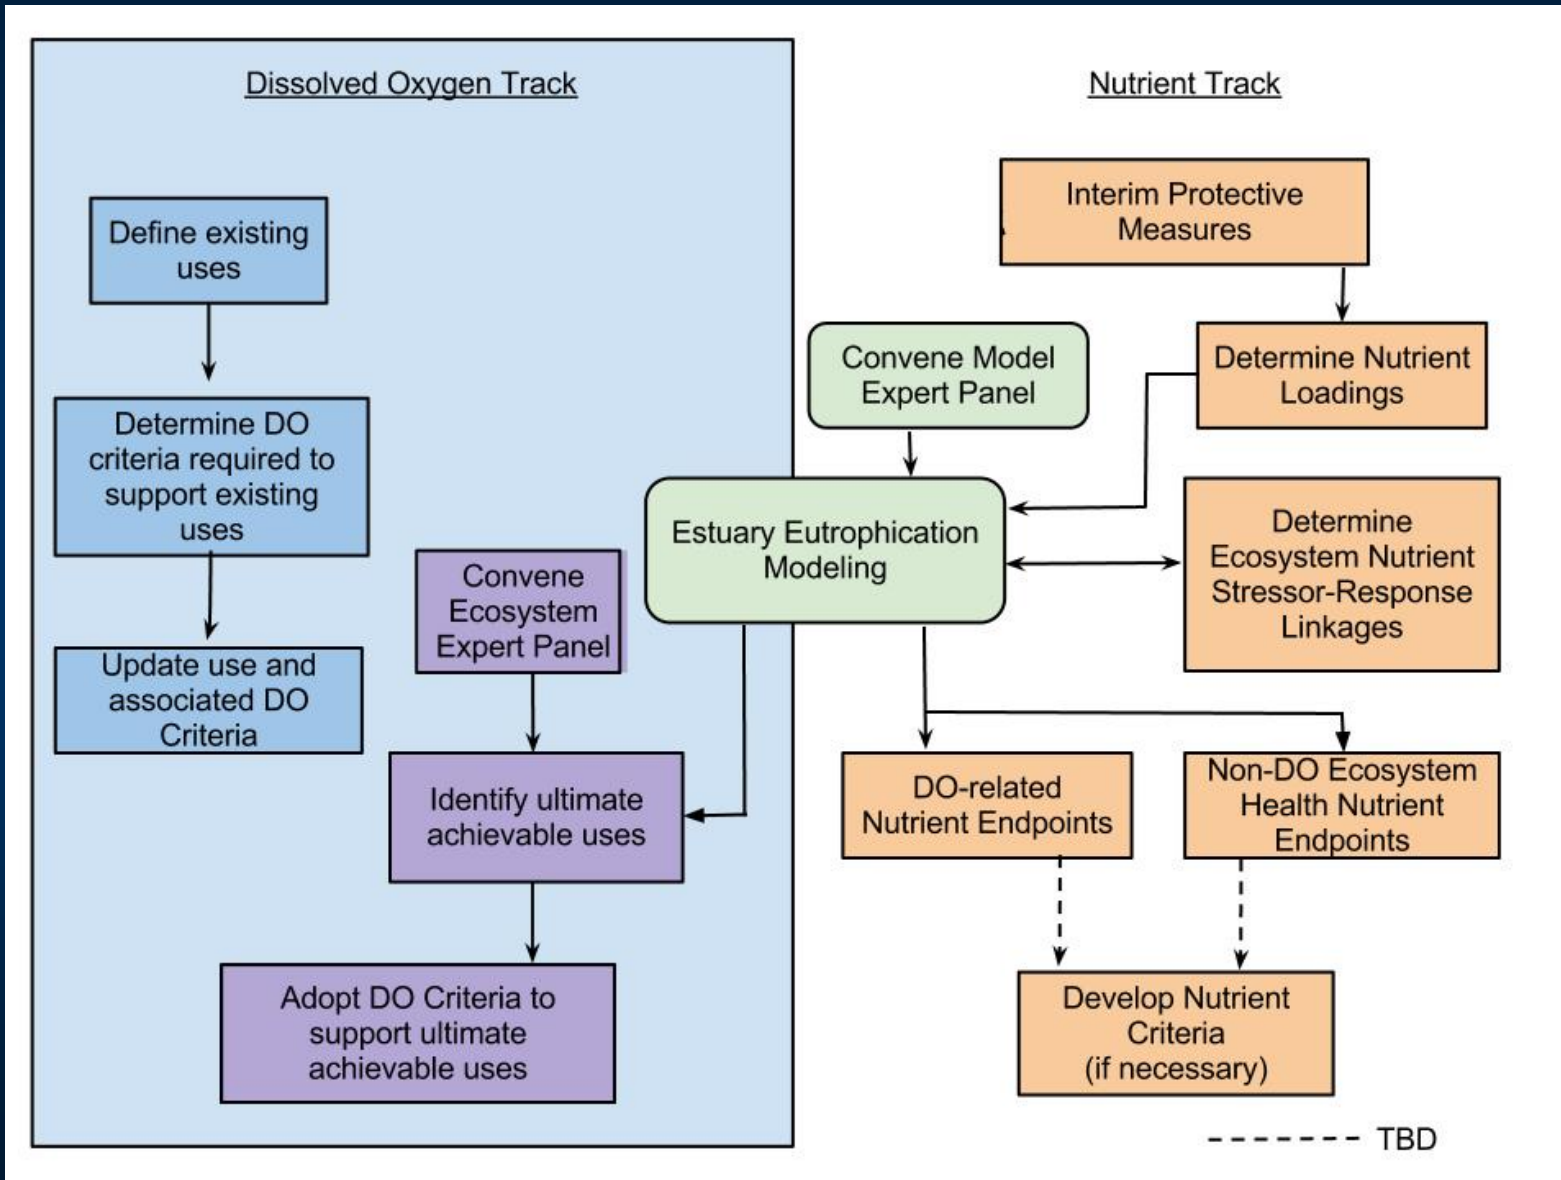 Dissolved Oxygen Track
Define existing
uses
Determine DO
criteria required to
support existing
uses
Update use and
associated DO
Criteria
Convene
Ecosystem
Expert Panel
Identify ultimate
achievable uses
Adopt DO Criteria to
support ultimate
achievable uses
Convene Model
Expert Panel
Estuary Eutrophication
Modeling
Nutrient Track
Interim Protective
Measures
Determine Nutrient
Loadings
Determine
Ecosystem Nutrient
Stressor-Response
Linkages
DO-related
Nutrient Endpoints
Non-DO Ecosystem
Health Nutrient
Endpoints
Develop Nutrient
Criteria
(if necessary)
TBD